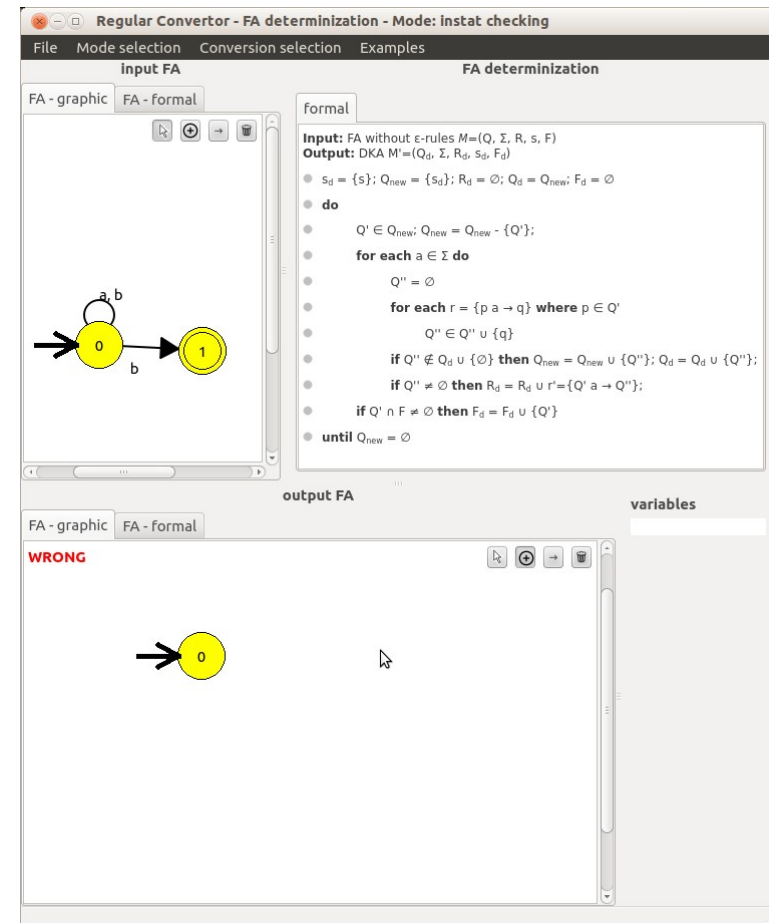 Regular Convertor - FA determinization - Mode: instat checking
File Mode selection Conversion selection Examples
input FA
FA - graphic FA - formal
a, b
0
b
1
FA determinization
formal
Input: FA without ε-rules M=(Q, Σ, R, s, F)
Output: DKA M'=(Qd, Σ, Rd, sd, Fd)
sd = {s}; Qnew = {sd}; Rd = ∅; Qd = Qnew; Fd = ∅
do
Q' ∈ Qnew; Qnew = Qnew - {Q'};
for each a ∈ Σ do
Q'' = ∅
for each r = {p a → q} where p ∈ Q'
Q'' ∈ Q'' ∪ {q}
if Q'' ∉ Qd ∪ {∅} then Qnew = Qnew ∪ {Q''}; Qd = Qd ∪ {Q''};
if Q'' ≠ ∅ then Rd = Rd ∪ r'={Q' a → Q''};
if Q' ∩ F ≠ ∅ then Fd = Fd ∪ {Q'}
until Qnew = ∅
output FA
FA - graphic FA - formal
WRONG
0
variables